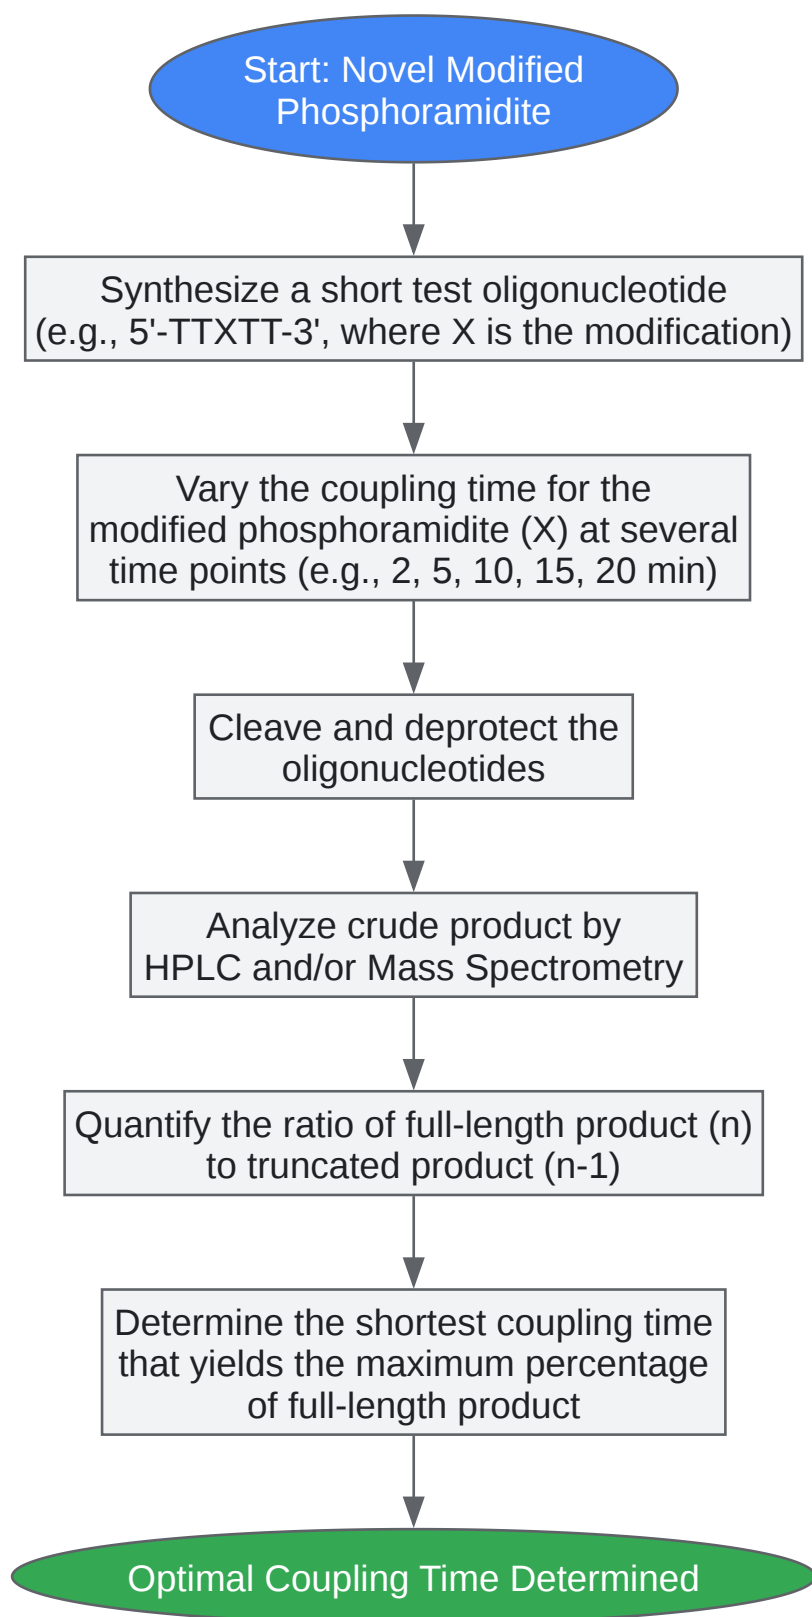 Start: Novel Modified
Phosphoramidite
Synthesize a short test oligonucleotide
(e.g., 5'-TTXTT-3', where X is the modification)
Vary the coupling time for the
modified phosphoramidite (X) at several
time points (e.g., 2, 5, 10, 15, 20 min)
Cleave and deprotect the
oligonucleotides
Analyze crude product by
HPLC and/or Mass Spectrometry
Quantify the ratio of full-length product (n)
to truncated product (n-1)
Determine the shortest coupling time
that yields the maximum percentage
of full-length product
Optimal Coupling Time Determined